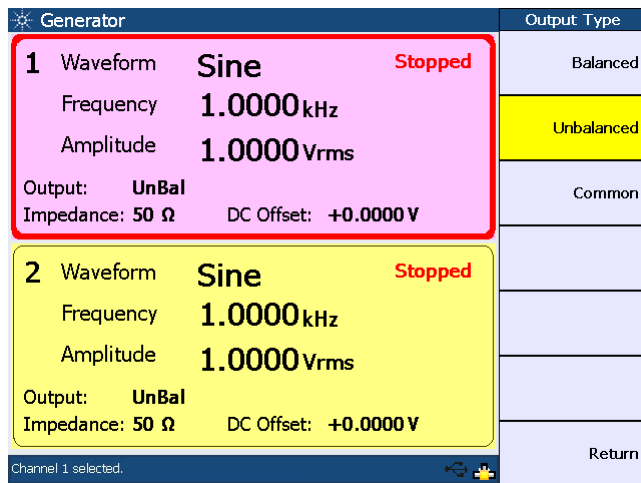 Generator
1 Waveform Sine Stopped
Frequency 1.0000 kHz
Amplitude 1.0000 Vrms
Output: UnBal
Impedance: 50 Ω DC Offset: +0.0000 V
2 Waveform Sine Stopped
Frequency 1.0000 kHz
Amplitude 1.0000 Vrms
Output: UnBal
Impedance: 50 Ω DC Offset: +0.0000 V
Channel 1 selected.
Output Type
Balanced
Unbalanced
Common
Return